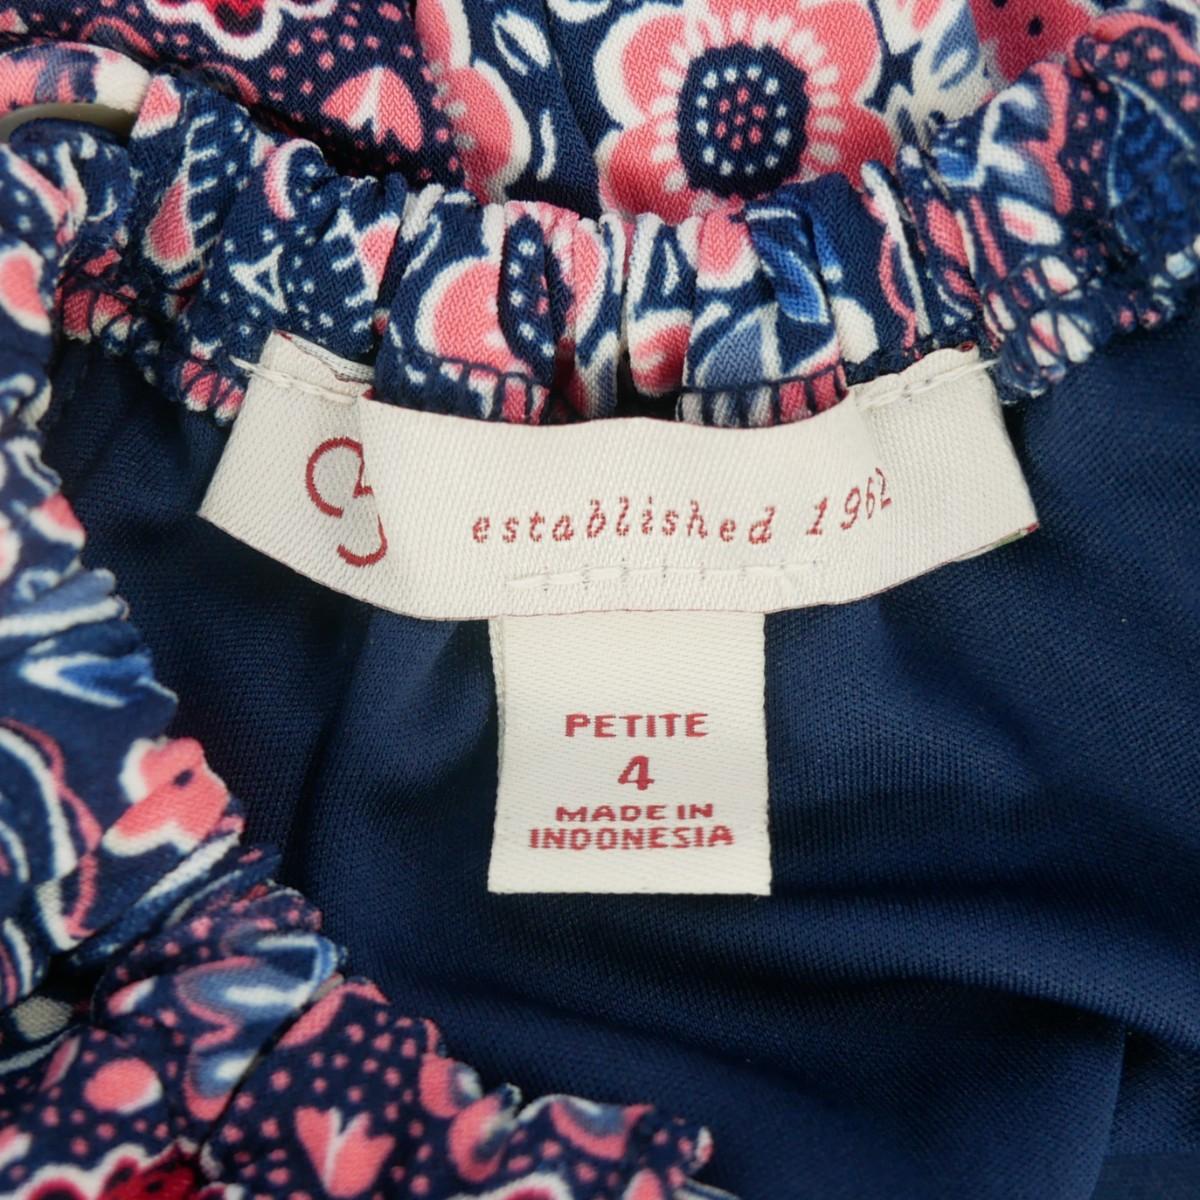 established 1962
PETITE
4
MADE IN
INDONESIA